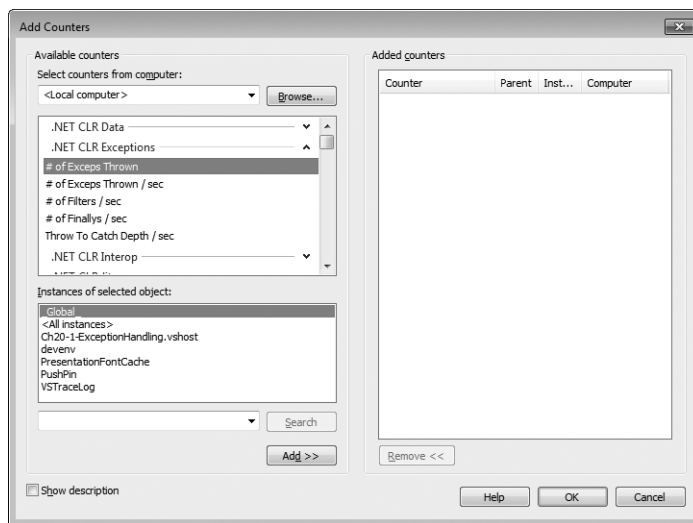 Add Counters
Available counters
Select counters from computer:
<Local computer>
Browse...
.NET CLR Data
.NET CLR Exceptions
# of Exceps Thrown
# of Exceps Thrown / sec
# of Filters / sec
# of Finallys / sec
Throw To Catch Depth / sec
.NET CLR Interop
Instances of selected object:
_Global_
<All instances>
Ch20-1-ExceptionHandling.vshost
devenv
PresentationFontCache
PushPin
VSTraceLog
Search
Add >>
Show description
Added counters
Counter Parent Inst... Computer
Remove <<
Help OK Cancel